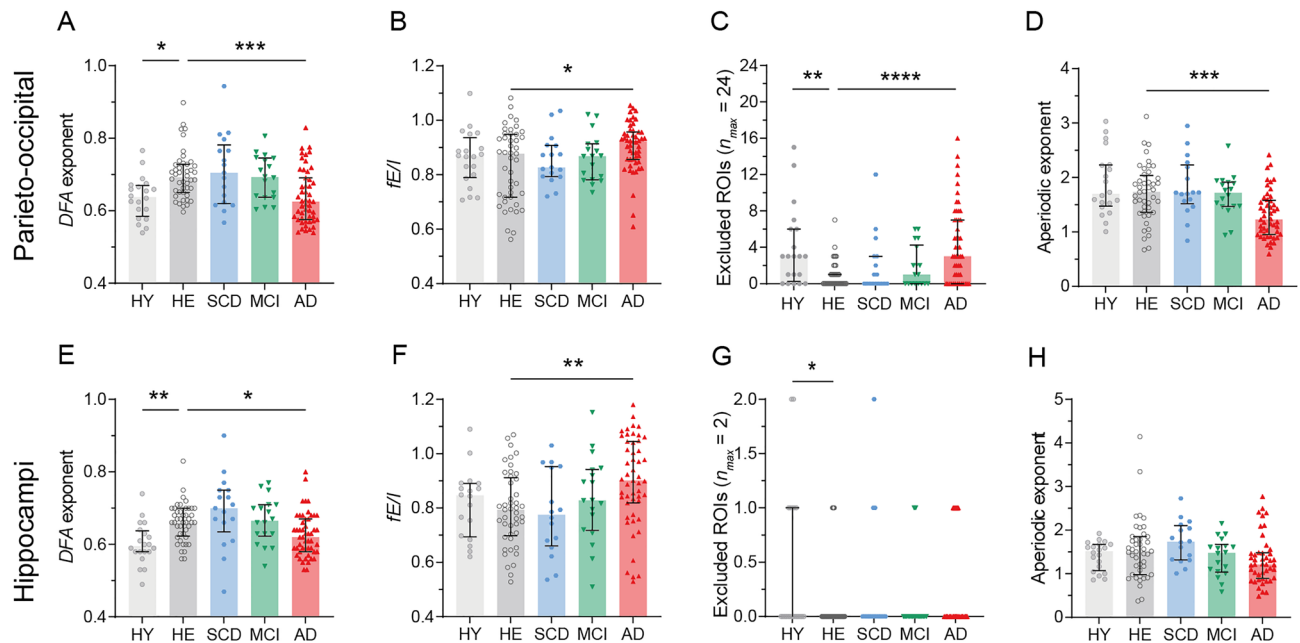 A
B
C
D
Parieto-occipital
DFA exponent
1.0
0.8
0.6
0.4
*
***
HY HE SCD MCI AD
fE/I
1.2
1.0
0.8
0.6
0.4
*
HY HE SCD MCI AD
Excluded ROIs (nmax = 24)
24
20
16
12
8
4
0
**
****
HY HE SCD MCI AD
Aperiodic exponent
4
3
2
1
0
***
HY HE SCD MCI AD
E
F
G
H
Hippocampi
DFA exponent
1.0
0.8
0.6
0.4
**
*
HY HE SCD MCI AD
fE/I
1.2
1.0
0.8
0.6
0.4
**
HY HE SCD MCI AD
Excluded ROIs (nmax = 2)
2.0
1.5
1.0
0.5
0.0
*
HY HE SCD MCI AD
Aperiodic exponent
5
4
3
2
1
0
HY HE SCD MCI AD